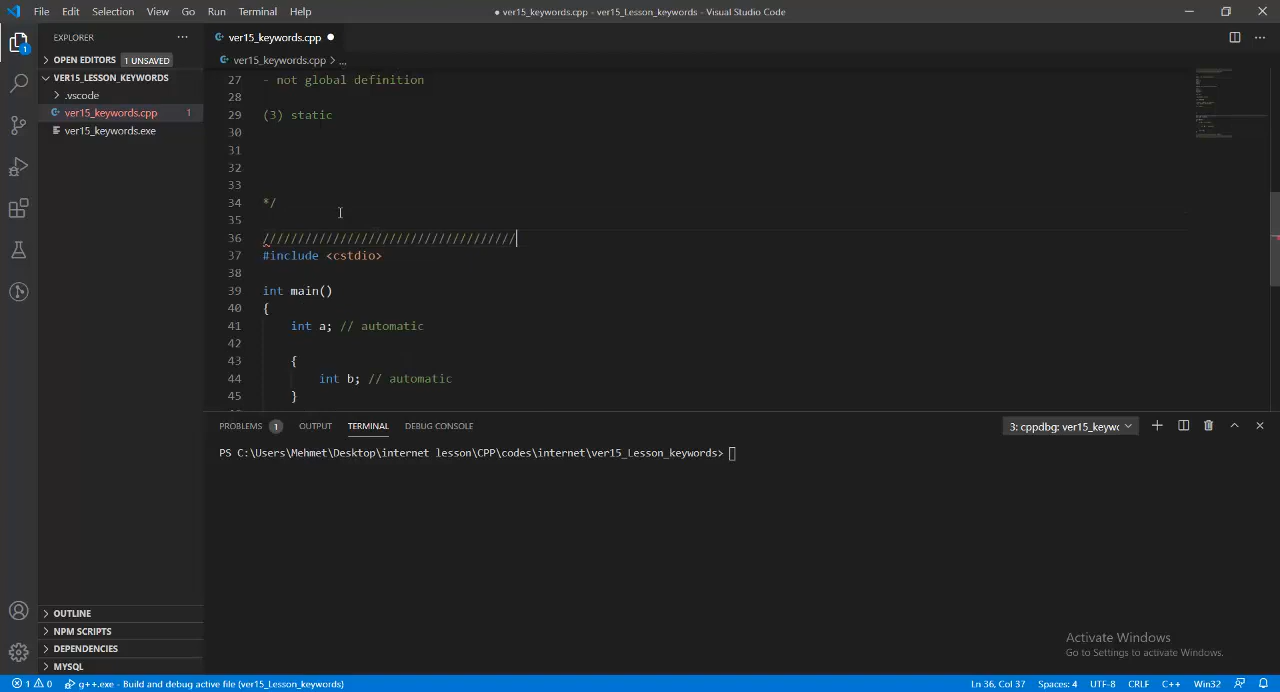 File Edit Selection View Go Run Terminal Help ● ver15_keywords.cpp - ver15_Lesson_keywords - Visual Studio Code
EXPLORER ...
ver15_keywords.cpp ●
OPEN EDITORS 1 UNSAVED
ver15_keywords.cpp > ...
VER15_LESSON_KEYWORDS
.vscode
ver15_keywords.cpp 1
ver15_keywords.exe
27 - not global definition
28
29 (3) static
30
31
32
33
34 */
35
36 ////////////////////////////////////
37 #include <cstdio>
38
39 int main()
40 {
41 int a; // automatic
42
43 {
44 int b; // automatic
45 }
PROBLEMS 1 OUTPUT TERMINAL DEBUG CONSOLE 3: cppdbg: ver15_keywc
PS C:\Users\Mehmet\Desktop\internet lesson\CPP\codes\internet\ver15_Lesson_keywords>
OUTLINE
NPM SCRIPTS
DEPENDENCIES
MYSQL
Activate Windows
Go to Settings to activate Windows.
1 0 g++.exe - Build and debug active file (ver15_Lesson_keywords) Ln 36, Col 37 Spaces: 4 UTF-8 CRLF C++ Win32